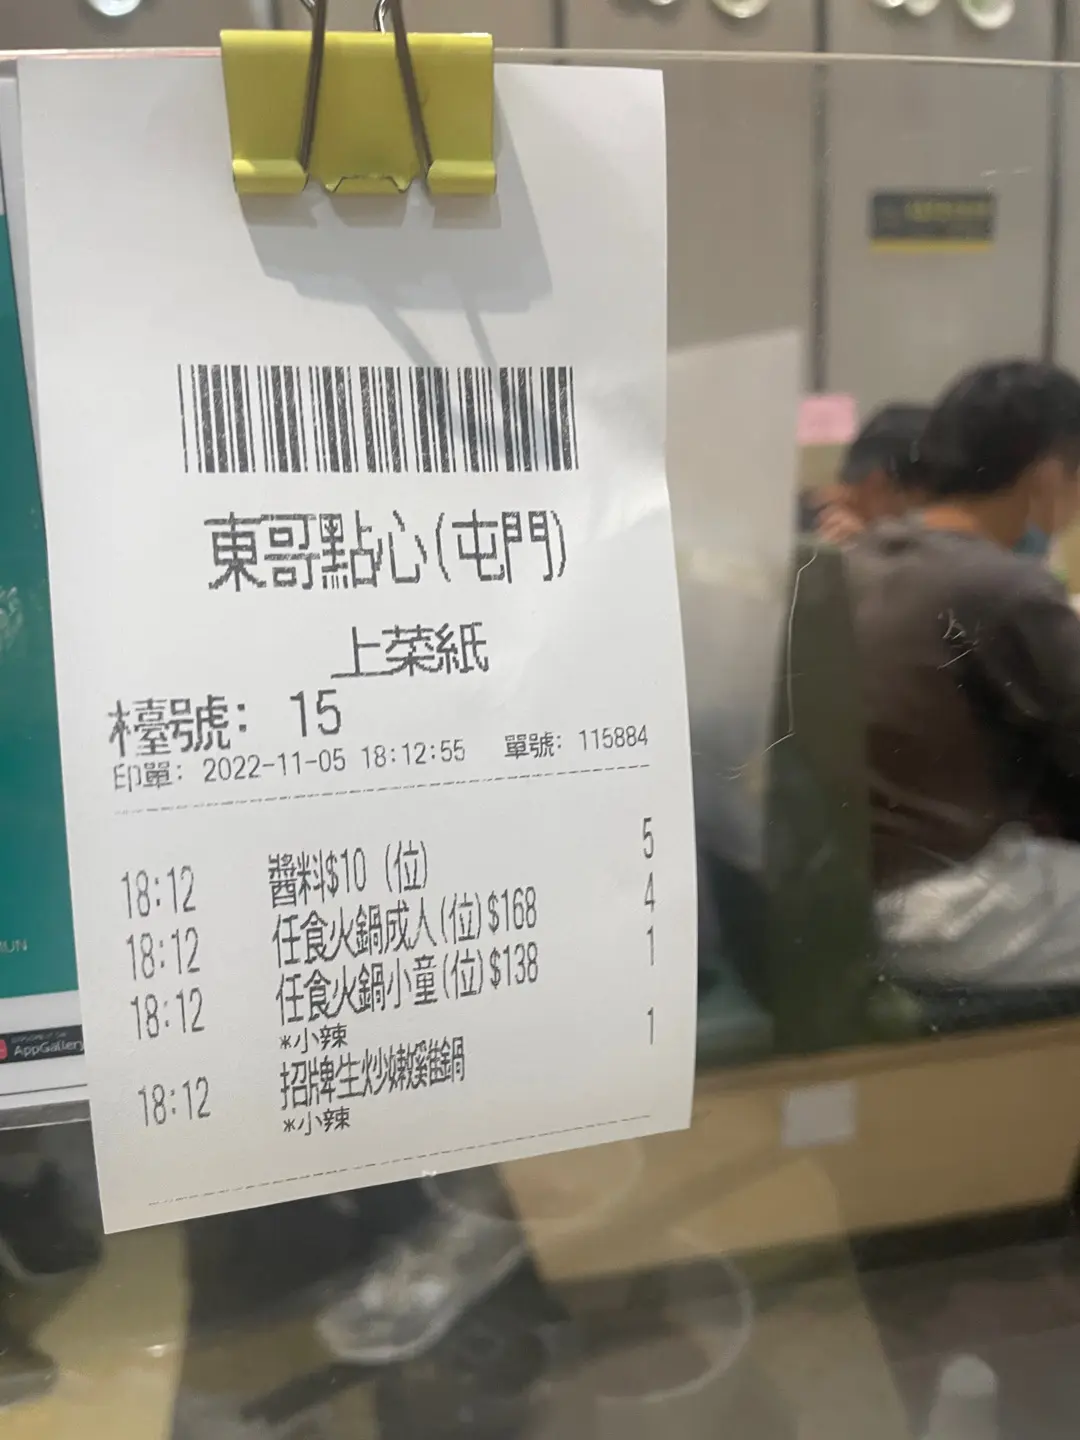 東哥點心(屯門)
上菜紙
檯號: 15
印單: 2022-11-05 18:12:55 單號: 115884
18:12 醬料$10 (位) 5
18:12 任食火鍋成人(位)$168 4
18:12 任食火鍋小童(位)$138 1
*小辣
18:12 招牌生炒嫩雞鍋 1
*小辣
AppGallery